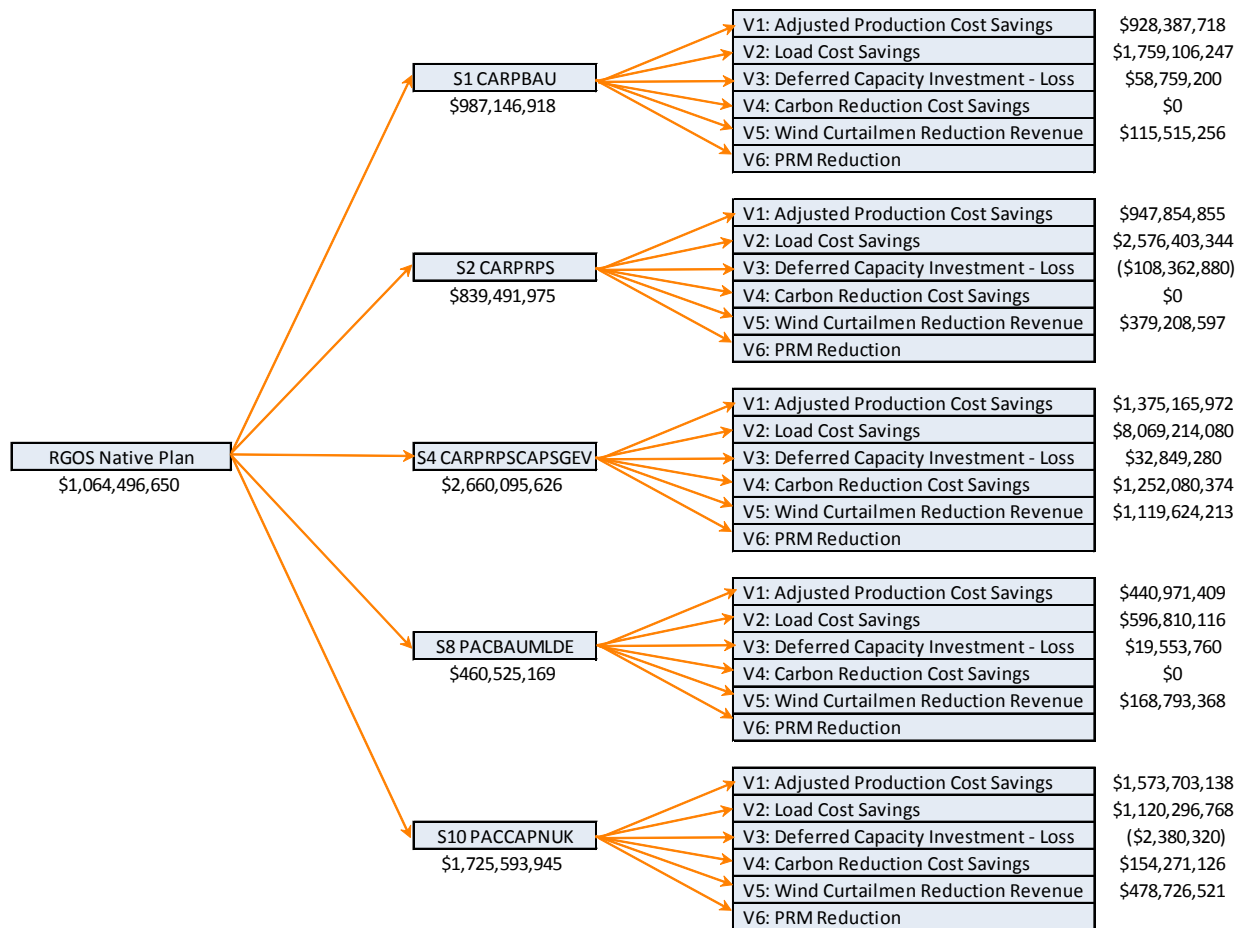 V1: Adjusted Production Cost Savings $928,387,718
V2: Load Cost Savings $1,759,106,247
S1 CARPBAU V3: Deferred Capacity Investment - Loss $58,759,200
$987,146,918 V4: Carbon Reduction Cost Savings $0
V5: Wind Curtailmen Reduction Revenue $115,515,256
V6: PRM Reduction
V1: Adjusted Production Cost Savings $947,854,855
V2: Load Cost Savings $2,576,403,344
S2 CARPRPS V3: Deferred Capacity Investment - Loss ($108,362,880)
$839,491,975 V4: Carbon Reduction Cost Savings $0
V5: Wind Curtailmen Reduction Revenue $379,208,597
V6: PRM Reduction
V1: Adjusted Production Cost Savings $1,375,165,972
V2: Load Cost Savings $8,069,214,080
RGOS Native Plan S4 CARPRPSCAPSGEV V3: Deferred Capacity Investment - Loss $32,849,280
$1,064,496,650 $2,660,095,626 V4: Carbon Reduction Cost Savings $1,252,080,374
V5: Wind Curtailmen Reduction Revenue $1,119,624,213
V6: PRM Reduction
V1: Adjusted Production Cost Savings $440,971,409
V2: Load Cost Savings $596,810,116
S8 PACBAUMLDE V3: Deferred Capacity Investment - Loss $19,553,760
$460,525,169 V4: Carbon Reduction Cost Savings $0
V5: Wind Curtailmen Reduction Revenue $168,793,368
V6: PRM Reduction
V1: Adjusted Production Cost Savings $1,573,703,138
V2: Load Cost Savings $1,120,296,768
S10 PACCAPNUK V3: Deferred Capacity Investment - Loss ($2,380,320)
$1,725,593,945 V4: Carbon Reduction Cost Savings $154,271,126
V5: Wind Curtailmen Reduction Revenue $478,726,521
V6: PRM Reduction